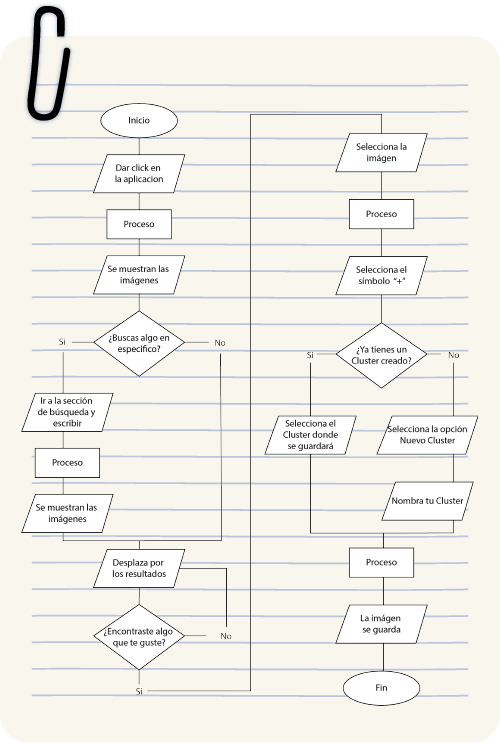 Inicio
Dar click en
la aplicacion
Proceso
Se muestran las
imágenes
¿Buscas algo en
específico?
Si
No
Ir a la sección
de búsqueda y
escribir
Proceso
Se muestran las
imágenes
Desplaza por
los resultados
¿Encontraste algo
que te guste?
No
Si
Selecciona la
imágen
Proceso
Selecciona el
símbolo "+"
¿Ya tienes un
Cluster creado?
Si
No
Selecciona el
Cluster donde
se guardará
Selecciona la opción
Nuevo Cluster
Nombra tu Cluster
Proceso
La imágen
se guarda
Fin